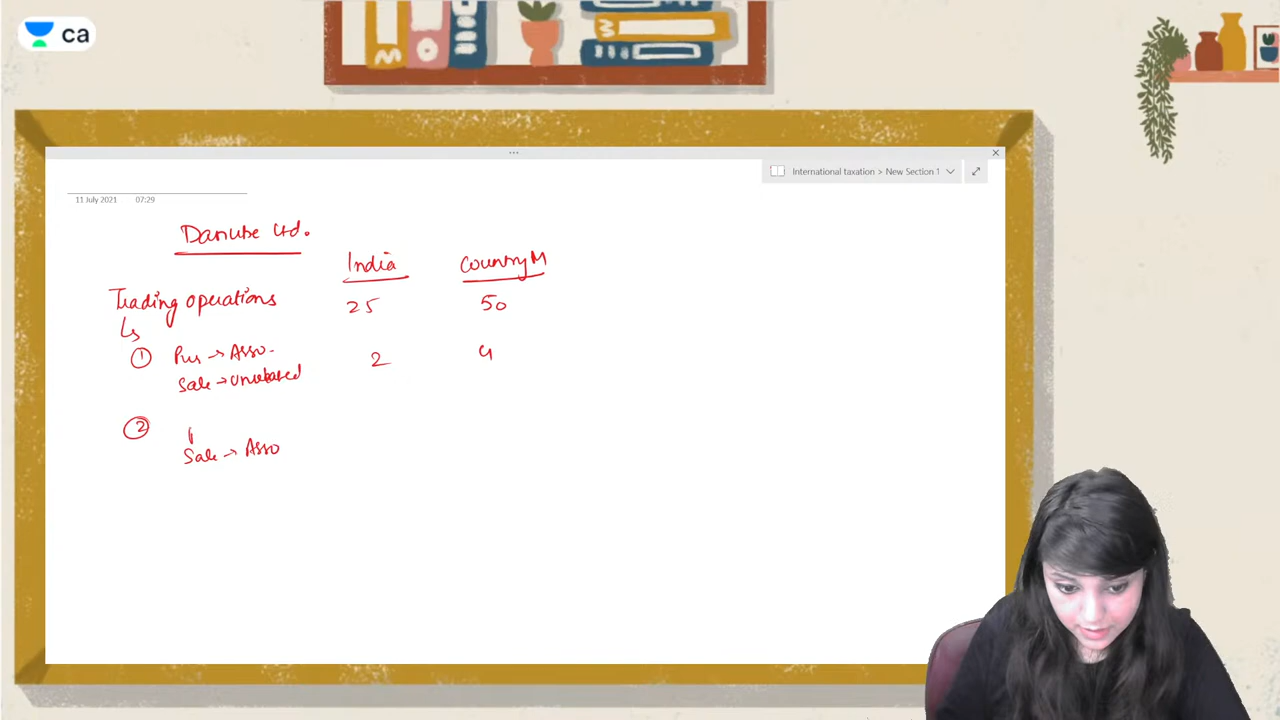 ca
...
International taxation > New Section 1
11 July 2021 07:29
Danube Ltd.
India Country M
Trading operations 25 50
① Pur → Asso. 2 4
Sale → Unrelated
②
Sale → Asso